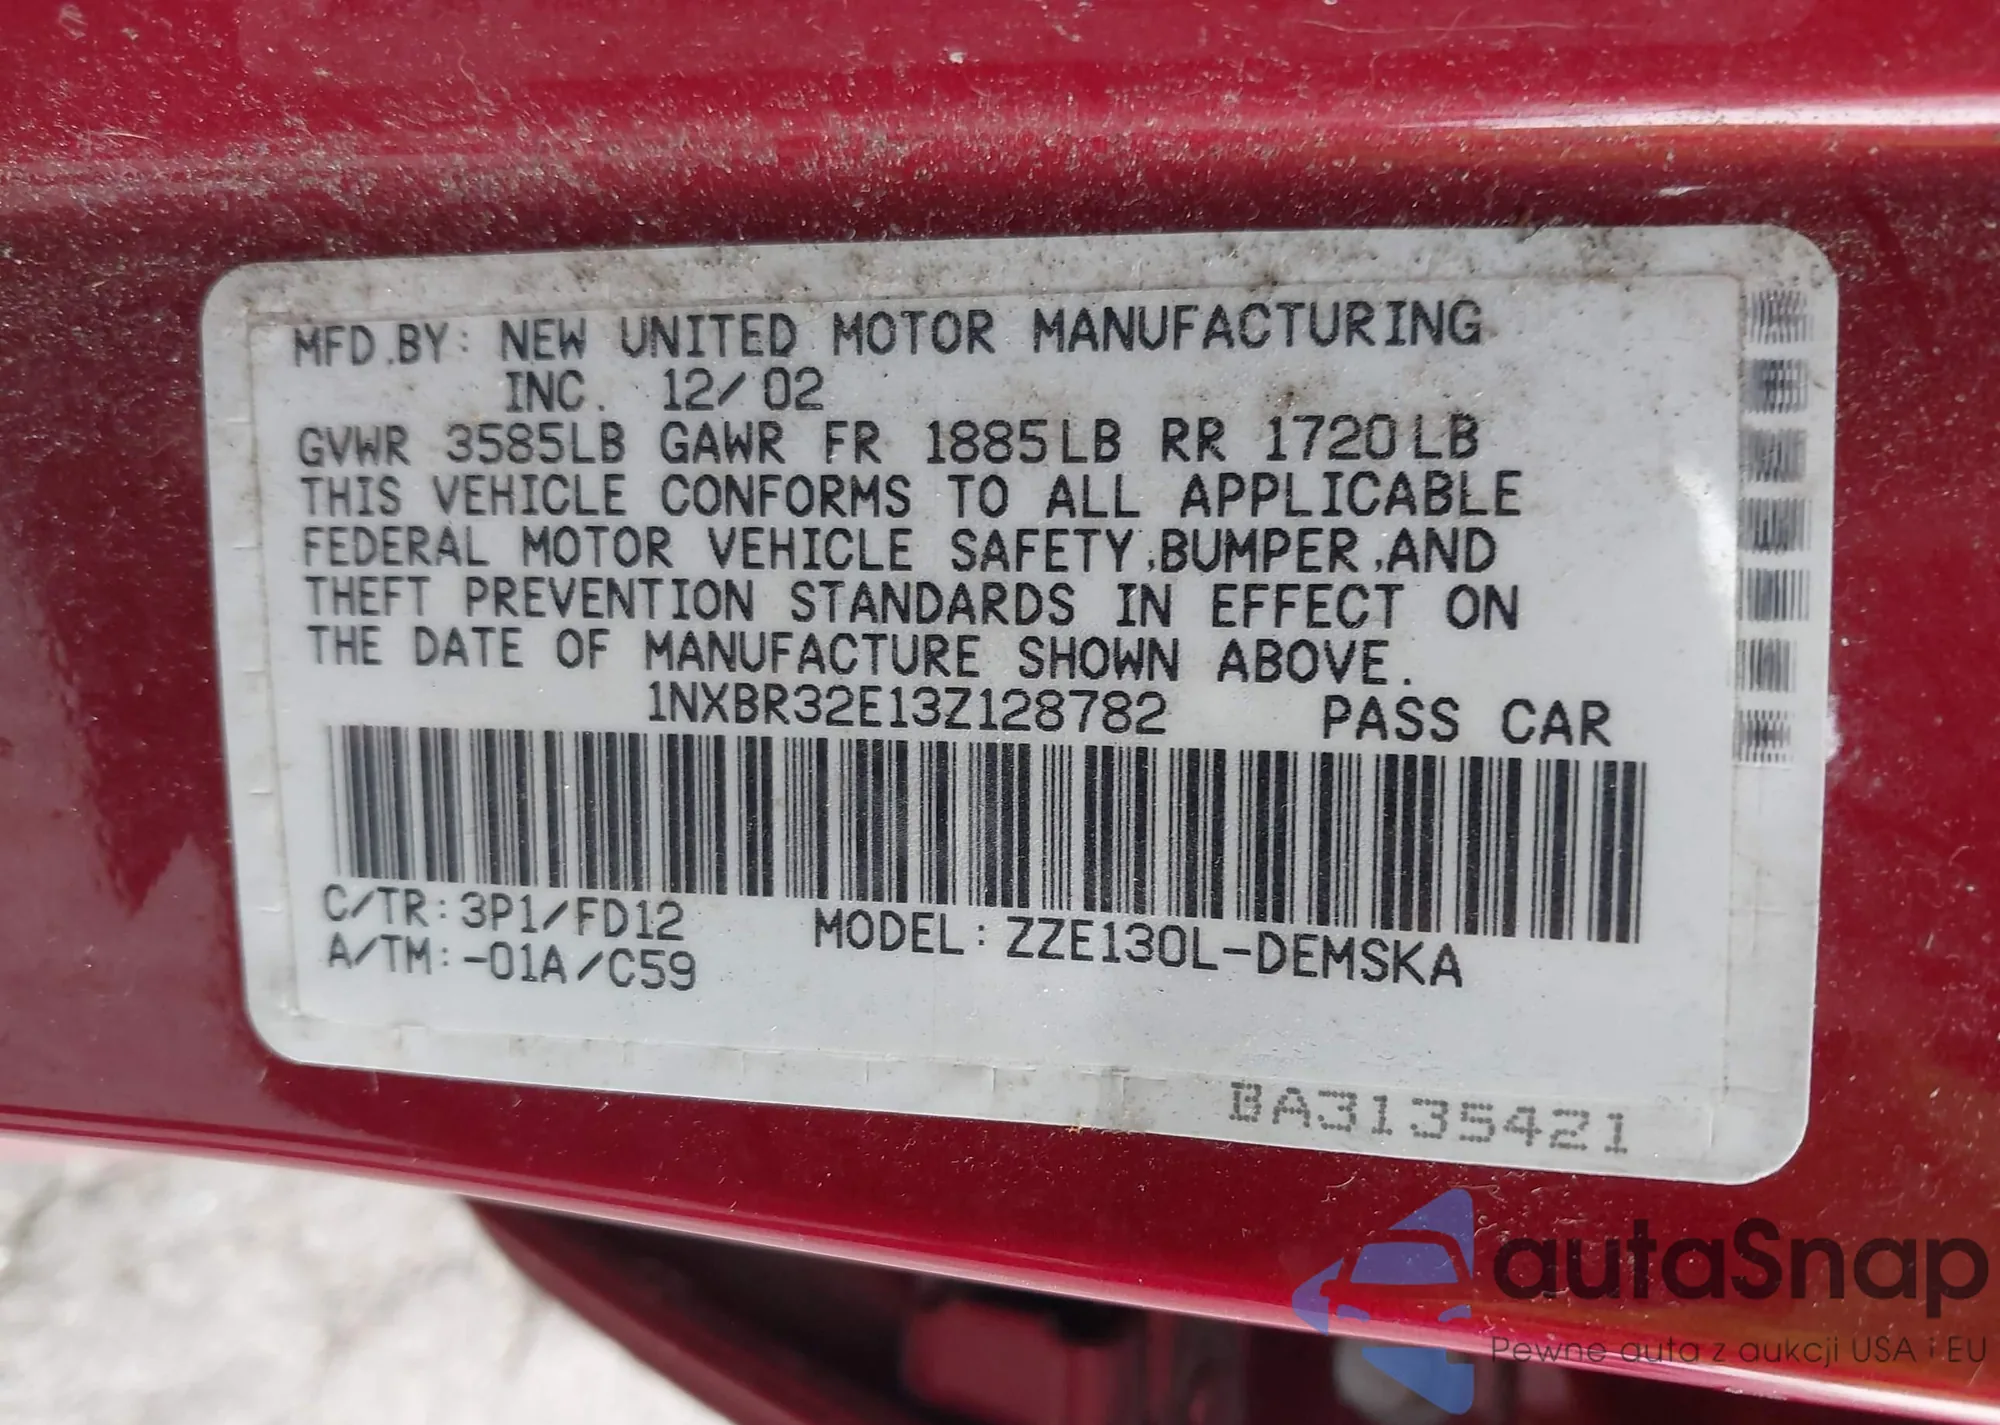 MFD.BY: NEW UNITED MOTOR MANUFACTURING
INC. 12/02
GVWR 3585LB GAWR FR 1885LB RR 1720LB
THIS VEHICLE CONFORMS TO ALL APPLICABLE
FEDERAL MOTOR VEHICLE SAFETY,BUMPER,AND
THEFT PREVENTION STANDARDS IN EFFECT ON
THE DATE OF MANUFACTURE SHOWN ABOVE.
1NXBR32E13Z128782 PASS CAR
C/TR:3P1/FD12 MODEL:ZZE130L-DEMSKA
A/TM:-01A/C59
BA3135421
autaSnap
Pewne auta z aukcji USA i EU